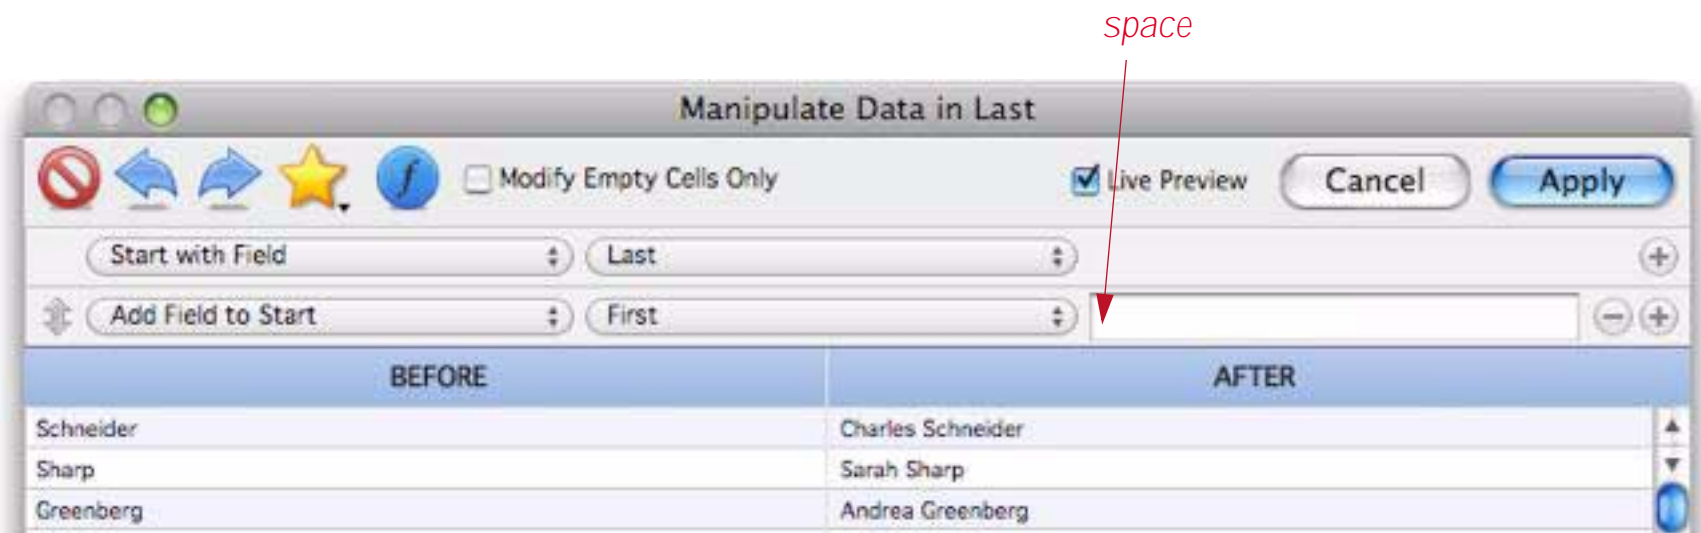 space
Manipulate Data in Last
Modify Empty Cells Only
Live Preview
Cancel
Apply
Start with Field
Last
Add Field to Start
First
BEFORE
AFTER
Schneider
Charles Schneider
Sharp
Sarah Sharp
Greenberg
Andrea Greenberg